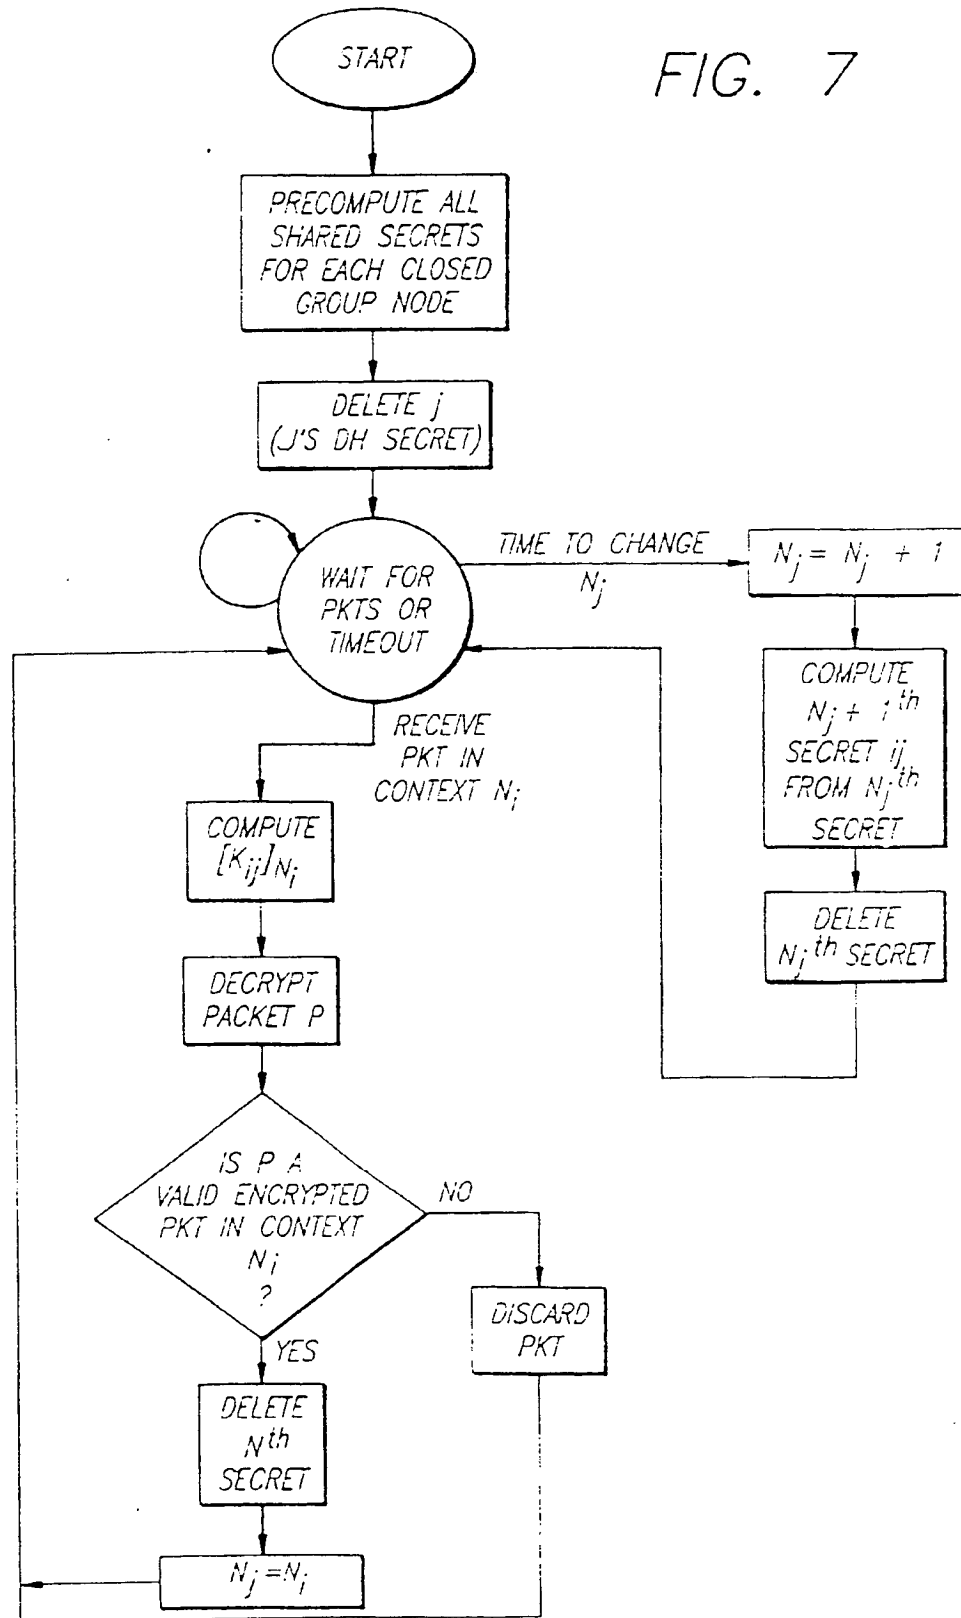 START
FIG. 7
PRECOMPUTE ALL
SHARED SECRETS
FOR EACH CLOSED
GROUP NODE
DELETE j
(J'S DH SECRET)
WAIT FOR
PKTS OR
TIMEOUT
TIME TO CHANGE
Nj
Nj = Nj + 1
COMPUTE
Nj + 1th
SECRET ij
FROM Njth
SECRET
DELETE
Njth SECRET
RECEIVE
PKT IN
CONTEXT Ni
COMPUTE
[Kij]Ni
DECRYPT
PACKET P
IS P A
VALID ENCRYPTED
PKT IN CONTEXT
Ni
?
NO
DISCARD
PKT
YES
DELETE
Nth
SECRET
Nj=Ni